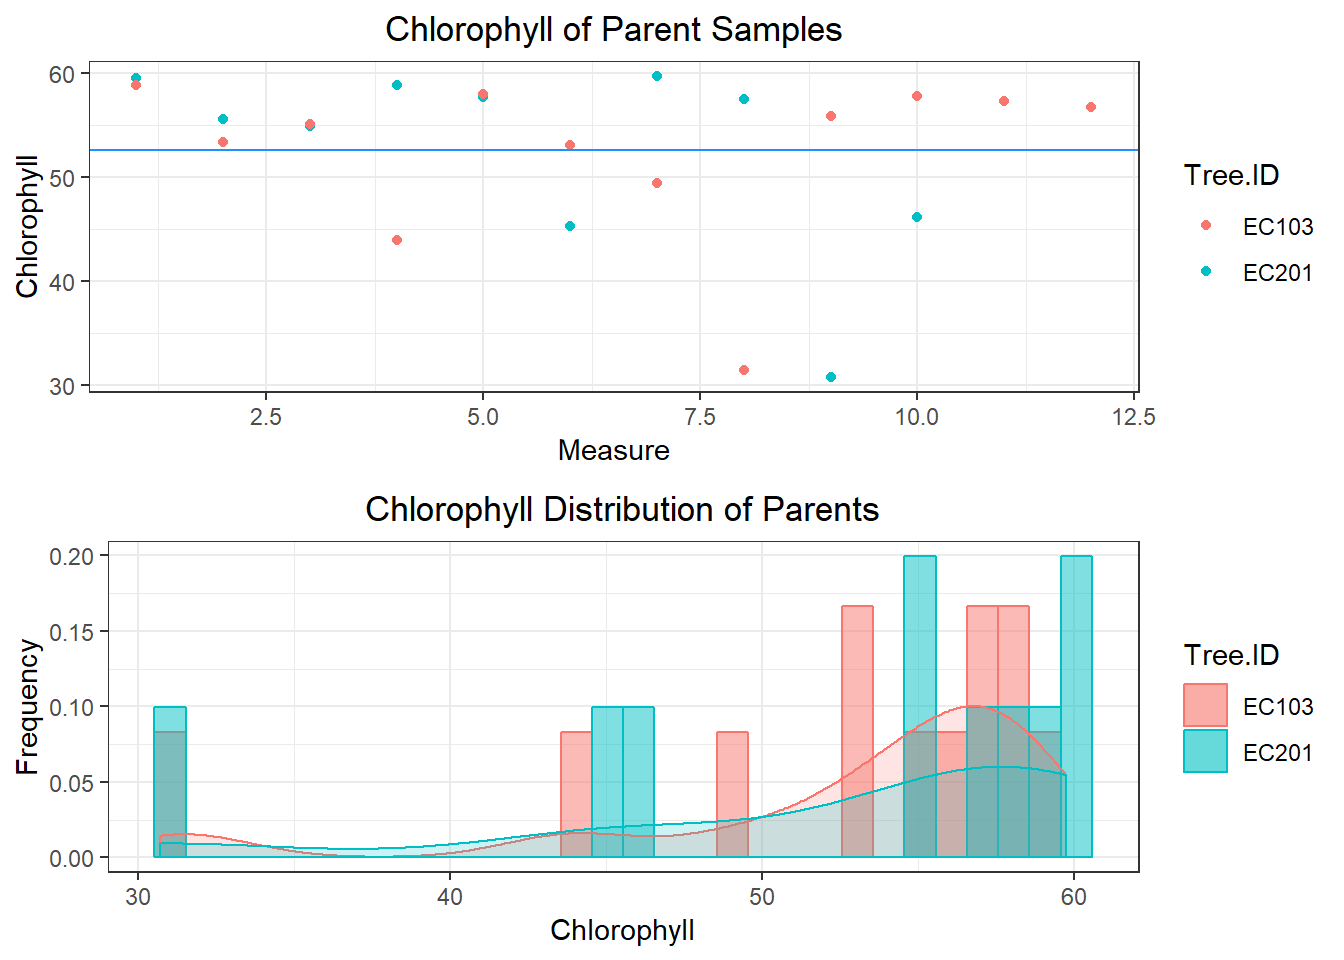 Chlorophyll of Parent Samples
60
50
40
30
Chlorophyll
2.5 5.0 7.5 10.0 12.5
Measure
Tree.ID
EC103
EC201
Chlorophyll Distribution of Parents
0.20
0.15
0.10
0.05
0.00
Frequency
30 40 50 60
Chlorophyll
Tree.ID
EC103
EC201